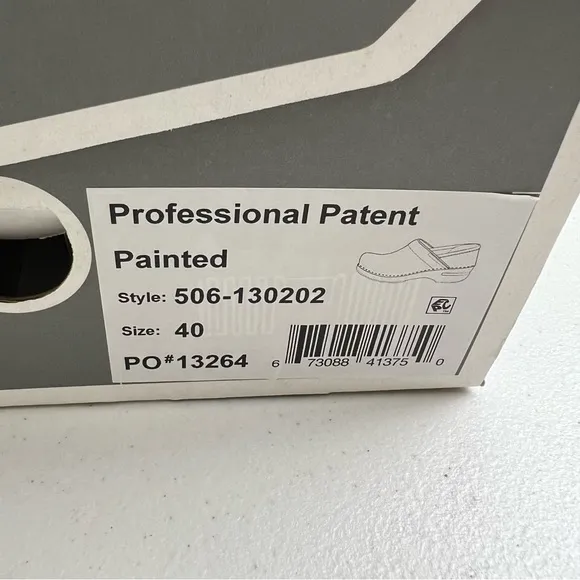 Professional Patent
Painted
Style: 506-130202
Size: 40
PO#13264
6 73088 41375 0